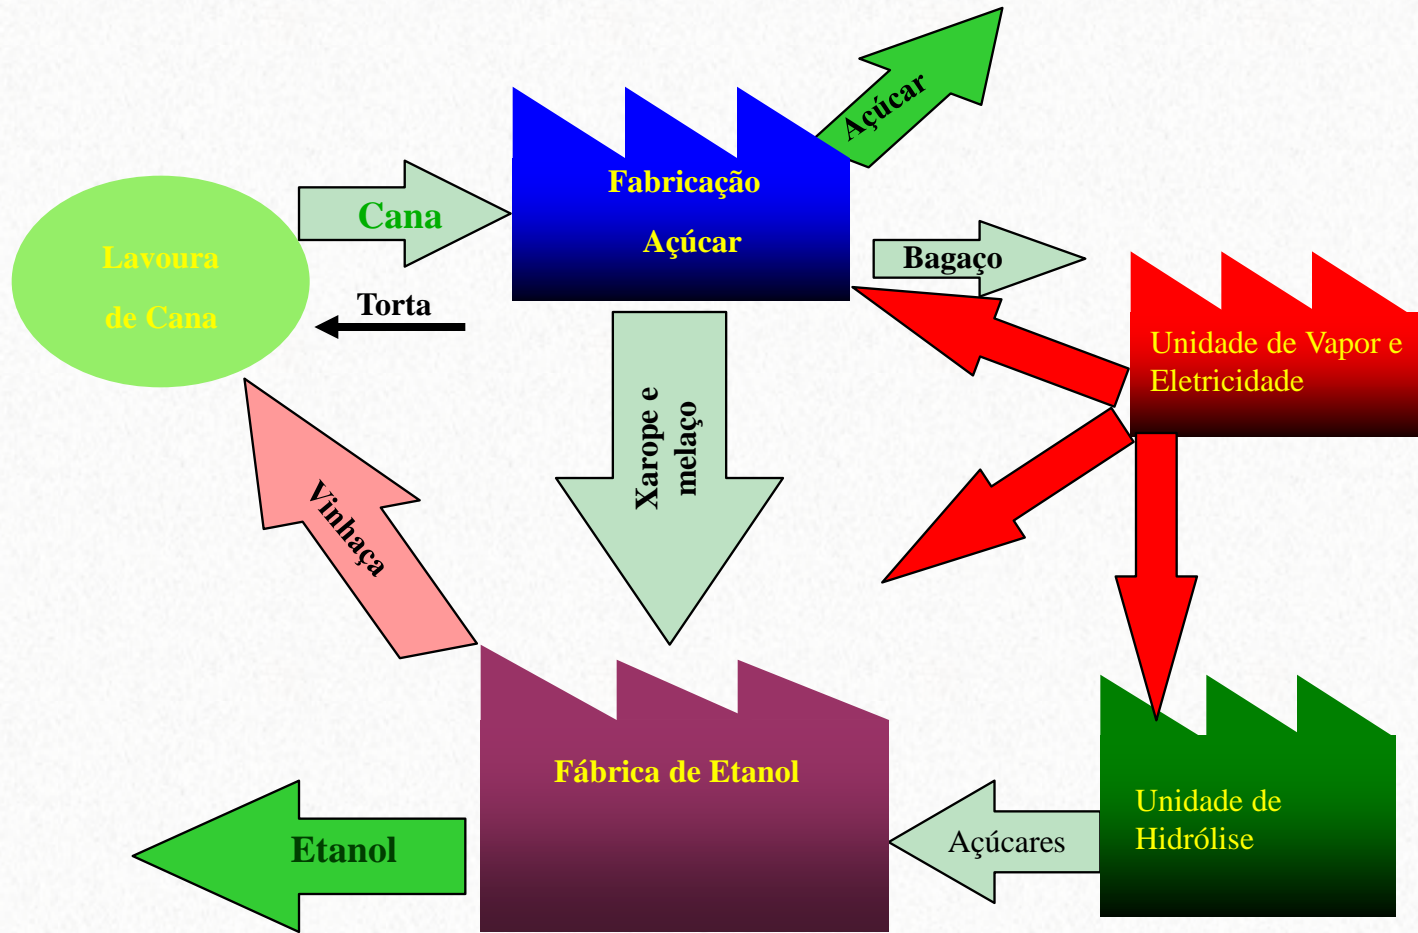 Açúcar
Fabricação
Açúcar
Cana
Lavoura
de Cana
Torta
Bagaço
Unidade de Vapor e
Eletricidade
Xarope e
melaço
Vinhaça
Fábrica de Etanol
Etanol
Açúcares
Unidade de
Hidrólise